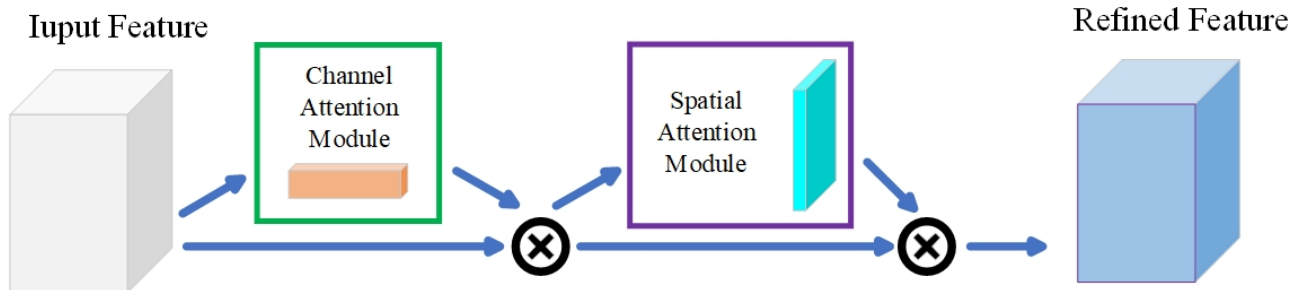 Iuput Feature
Refined Feature
Channel
Attention
Module
Spatial
Attention
Module